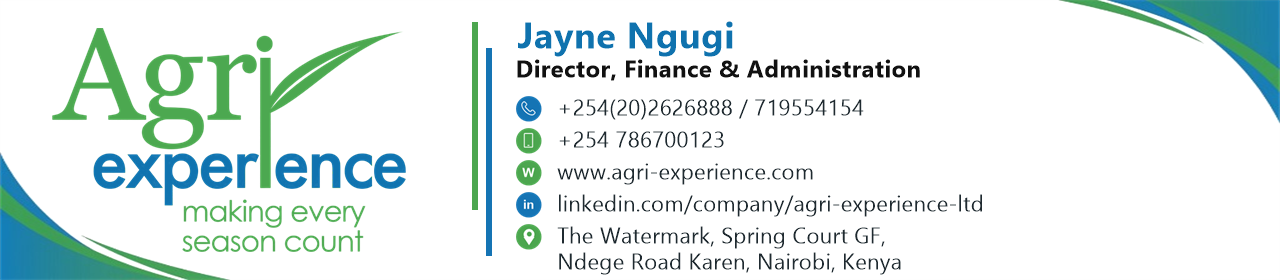 Agri
experience
making every
season count
Jayne Ngugi
Director, Finance & Administration
+254(20)2626888 / 719554154
+254 786700123
W www.agri-experience.com
in linkedin.com/company/agri-experience-ltd
The Watermark, Spring Court GF,
Ndege Road Karen, Nairobi, Kenya